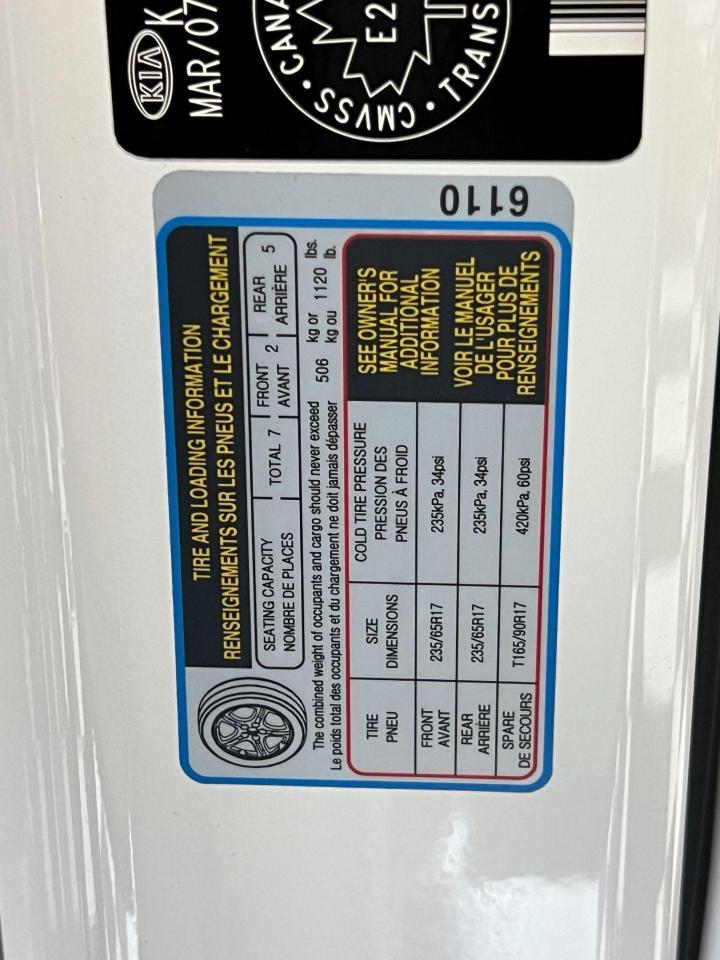 KIA K
MAR/07
CMVSS • CANA
E2
CMVSS • TRANS
6110
TIRE AND LOADING INFORMATION
RENSEIGNEMENTS SUR LES PNEUS ET LE CHARGEMENT
SEATING CAPACITY TOTAL 7 FRONT 2 REAR 5
NOMBRE DE PLACES AVANT ARRIÈRE
The combined weight of occupants and cargo should never exceed 506 kg or 1120 lbs.
Le poids total des occupants et du chargement ne doit jamais dépasser kg ou lb.
TIRE SIZE COLD TIRE PRESSURE
PNEU DIMENSIONS PRESSION DES
PNEUS À FROID
FRONT 235/65R17 235kPa, 34psi
AVANT
REAR 235/65R17 235kPa, 34psi
ARRIÈRE
SPARE T165/90R17 420kPa, 60psi
DE SECOURS
SEE OWNER'S
MANUAL FOR
ADDITIONAL
INFORMATION
VOIR LE MANUEL
DE L'USAGER
POUR PLUS DE
RENSEIGNEMENTS